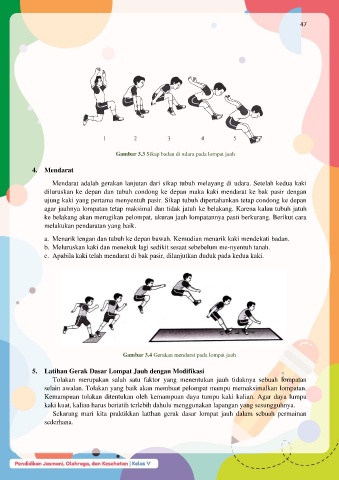 47
1 2 3 4 5
Gambar 3.3 Sikap badan di udara pada lompat jauh
4. Mendarat
Mendarat adalah gerakan lanjutan dari sikap tubuh melayang di udara. Setelah kedua kaki
diluruskan ke depan dan tubuh condong ke depan maka kaki mendarat ke bak pasir dengan
ujung kaki yang pertama menyentuh pasir. Sikap tubuh dipertahankan tetap condong ke depan
agar jauhnya lompatan tetap maksimal dan tidak jatuh ke belakang. Karena kalau tubuh jatuh
ke belakang akan merugikan pelompat, ukuran jauh lompatannya pasti berkurang. Berikut cara
melakukan pendaratan yang baik.
a. Menarik lengan dan tubuh ke depan bawah. Kemudian menarik kaki mendekati badan.
b. Meluruskan kaki dan menekuk lagi sedikit sesaat sebebelum me-nyentuh tanah.
c. Apabila kaki telah mendarat di bak pasir, dilanjutkan duduk pada kedua kaki.
Gambar 3.4 Gerakan mendarat pada lompat jauh
5. Latihan Gerak Dasar Lompat Jauh dengan Modifikasi
Tolakan merupakan salah satu faktor yang menentukan jauh tidaknya sebuah lompatan
selain awalan. Tolakan yang baik akan membuat pelompat mampu memaksimalkan lompatan.
Kemampuan tolakan ditentukan oleh kemampuan daya tumpu kaki kalian. Agar daya tumpu
kaki kuat, kalian harus berlatih terlebih dahulu menggunakan lapangan yang sesungguhnya.
Sekarang mari kita praktikkan latihan gerak dasar lompat jauh dalam sebuah permainan
sederhana.
Pendidikan Jasmani, Olahraga, dan Kesehatan | Kelas V